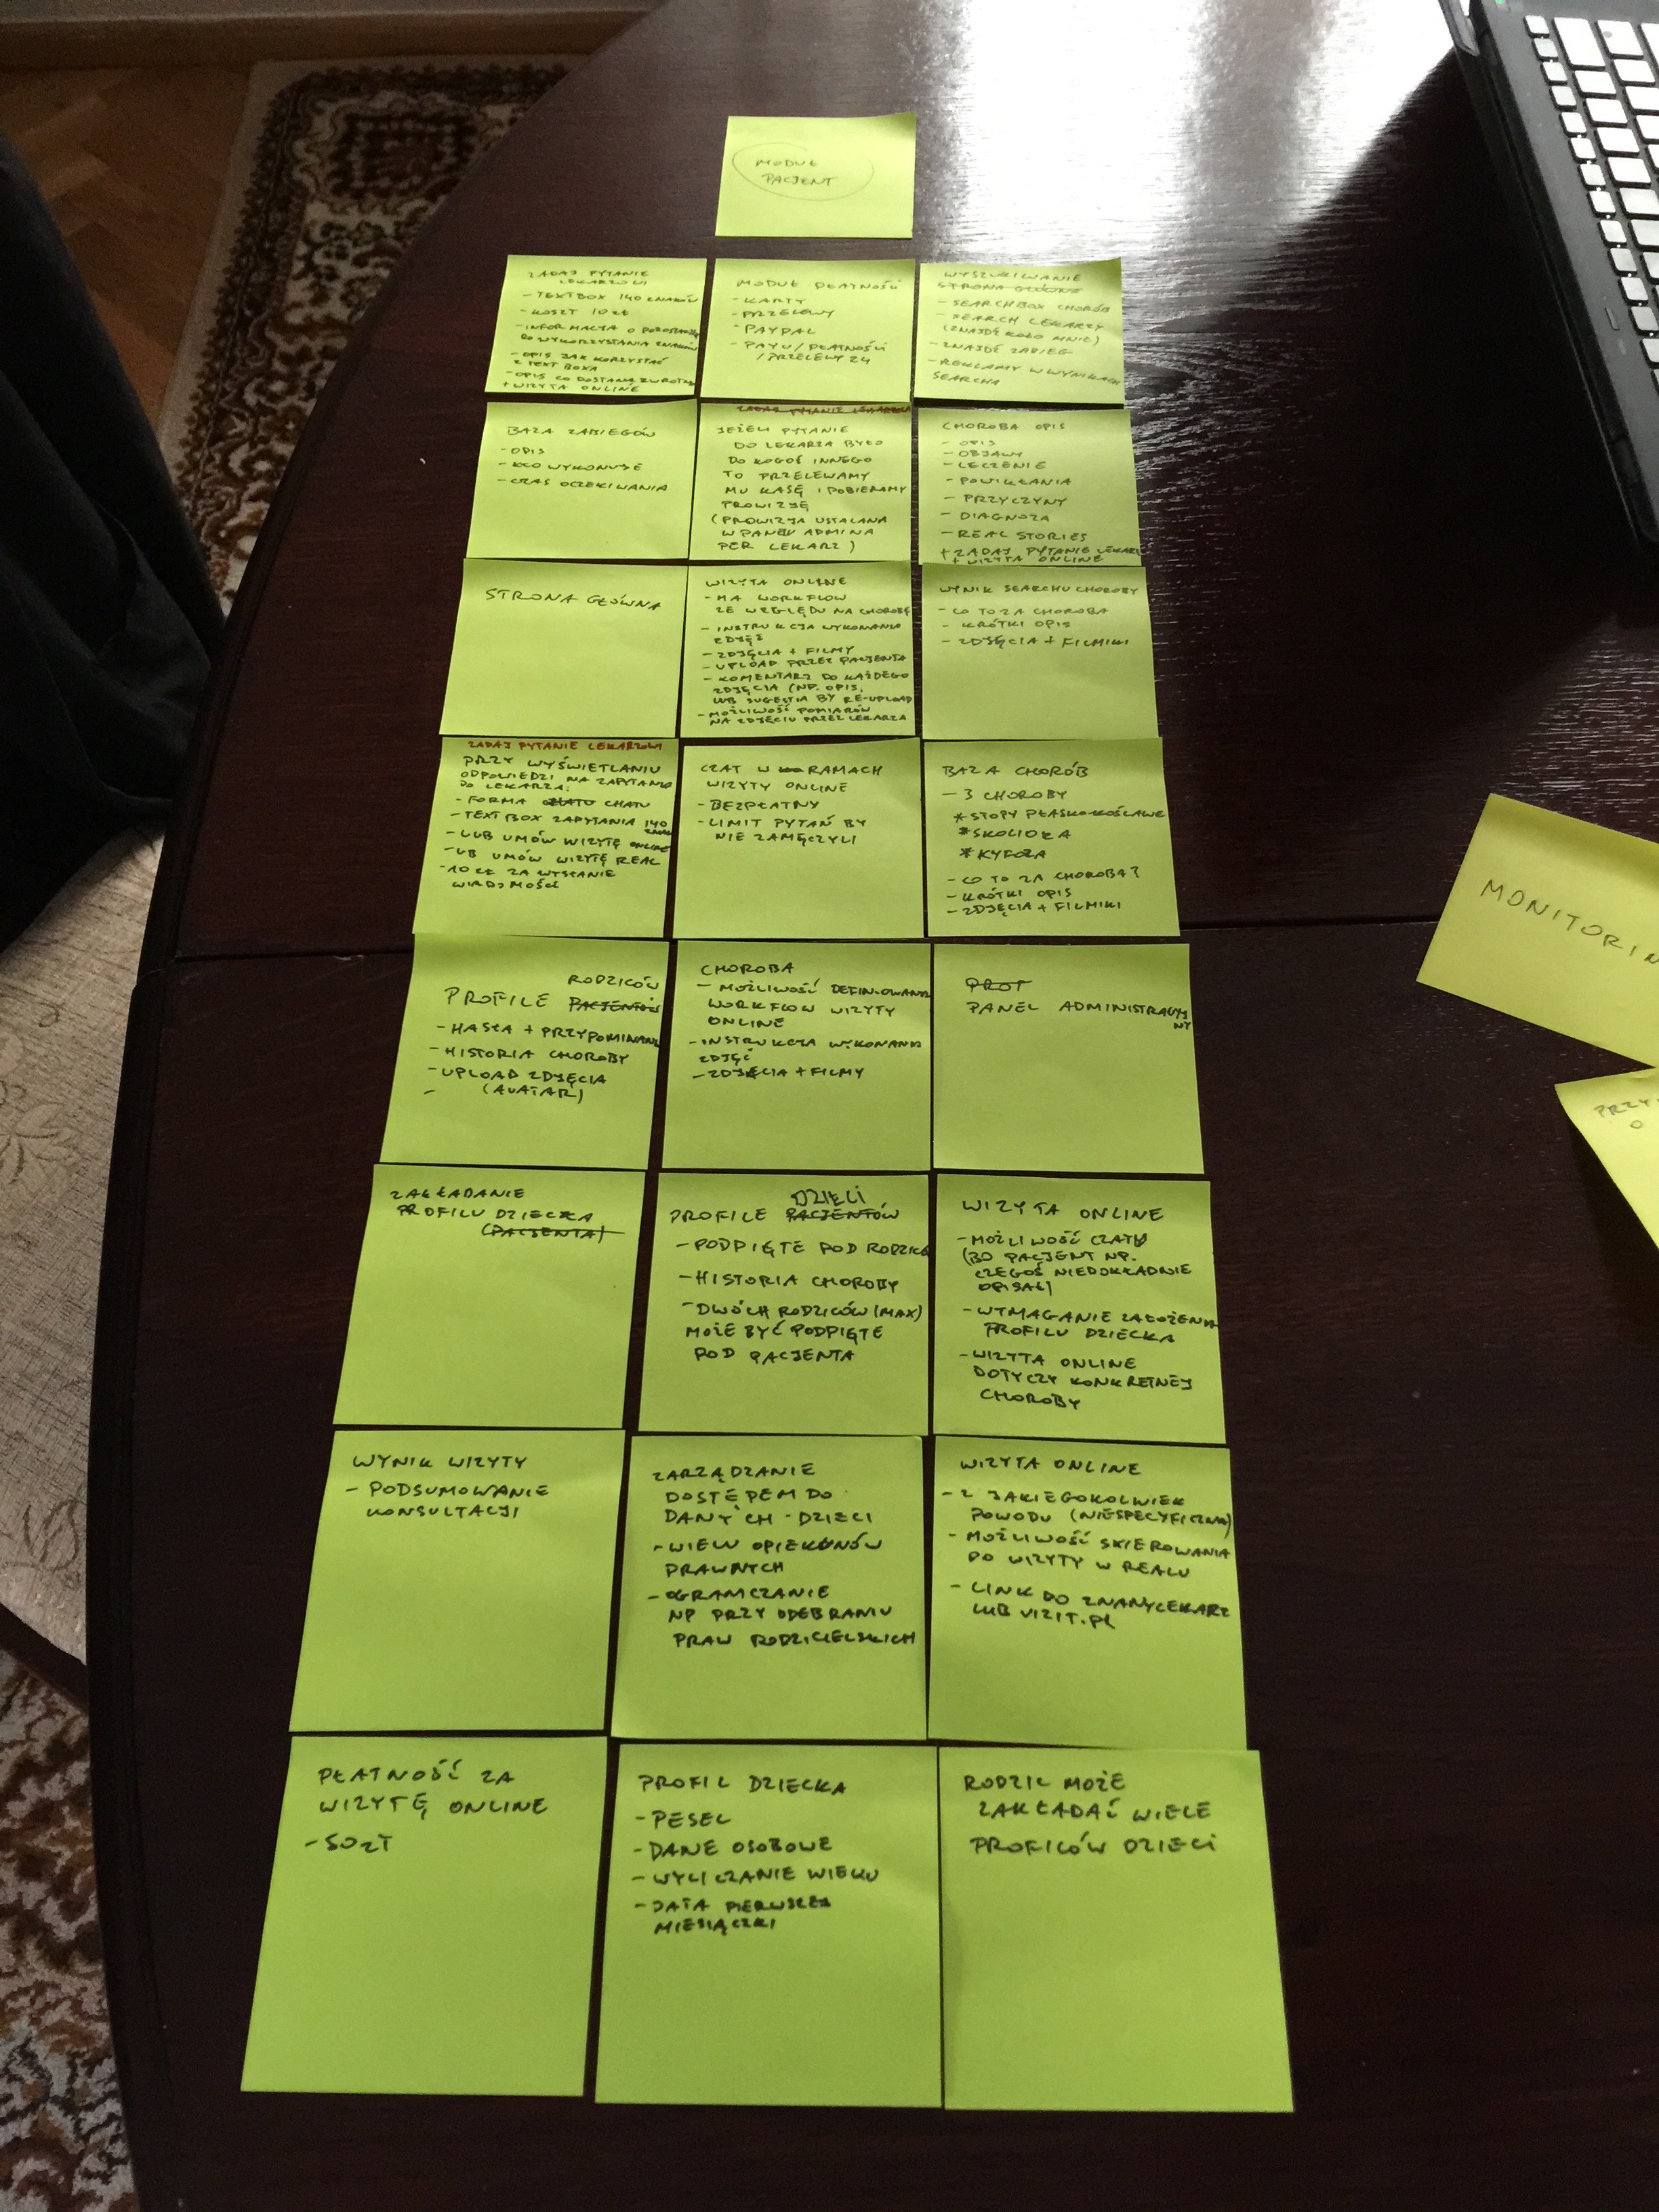 MODUŁ
PACJENT
ZADAJ PYTANIE
LEKARZOWI
- TEXTBOX 140 ZNAKÓW
- KOSZT 10 ZŁ
- INFORMACJA O
DO WYKORZYSTANIA ZNAKÓW
- OPIS JAK KORZYSTAĆ
Z TEXT BOXA
- OPIS CO DOSTANĄ
+ WIZYTA ONLINE
MODUŁ PŁATNOŚCI
- KARTY
- PRZELEWY
- PAYPAL
- PAYU/PŁATNOŚCI
/PRZELEWY 24
WYSZUKIWANIE
STRONA GŁÓWNA
- SEARCHBOX CHORÓB
- SEARCH LEKARZY
(ZNAJDŹ KOŁO MNIE)
- ZNAJDŹ ZABIEG
- REKLAMY W WYNIKACH
SEARCHA
BAZA ZABIEGÓW
- OPIS
- KTO WYKONUJE
- CZAS OCZEKIWANIA
ZADAJ PYTANIE LEKARZOWI
JEŻELI PYTANIE
DO LEKARZA BYŁO
DO KOGOŚ INNEGO
TO PRZELEWAMY
MU KASĘ I POBIERAMY
PROWIZJĘ
(PROWIZJA USTALANA
W PANELU ADMINA
PER LEKARZ)
CHOROBA OPIS
- OPIS
- OBJAWY
- LECZENIE
- POWIKŁANIA
- PRZYCZYNY
- DIAGNOZA
- REAL STORIES
+ ZADAJ PYTANIE
+ WIZYTA ONLINE
STRONA GŁÓWNA
WIZYTA ONLINE
- MA WORKFLOW
ZE WZGLĘDU NA CHOROBĘ
- INSTRUKCJA WYKONANIA
ZDJĘĆ
- ZDJĘCIA + FILMY
- UPLOAD PRZEZ PACJENTA
- KOMENTARZ DO KAŻDEGO
ZDJĘCIA (NP. OPIS,
LUB SUGESTIA BY RE-UPLOAD
- MOŻLIWOŚĆ POMIARÓW
NA ZDJĘCIU PRZEZ LEKARZA
WYNIK SEARCHU CHOROBY
- CO TO ZA CHOROBA
- KRÓTKI OPIS
- ZDJĘCIA + FILMIKI
ZADAJ PYTANIE LEKARZOWI
PRZY WYŚWIETLANIU
ODPOWIEDZI NA ZAPYTANIE
DO LEKARZA:
- FORMA CHATU
- TEXTBOX ZAPYTANIA 140
- LUB UMÓW WIZYTĘ ONLINE
- LUB UMÓW WIZYTĘ REAL
- 10 ZŁ ZA WYSŁANIE
WIADOMOŚCI
CZAT W RAMACH
WIZYTY ONLINE
- BEZPŁATNY
- LIMIT PYTAŃ BY
NIE ZAMĘCZYLI
BAZA CHORÓB
- 3 CHOROBY
* STOPY PŁASKOKOŚLAWE
* SKOLIOZA
* KYFOZA
- CO TO ZA CHOROBA?
- KRÓTKI OPIS
- ZDJĘCIA + FILMIKI
RODZICÓW
PROFILE PACJENTÓW
- HASŁA + PRZYPOMINANIE
- HISTORIA CHOROBY
- UPLOAD ZDJĘCIA
- (AVATAR)
CHOROBA
- MOŻLIWOŚĆ DEFINIOWANIA
WORKFLOW WIZYTY
ONLINE
- INSTRUKCJA WYKONANIA
ZDJĘĆ
- ZDJĘCIA + FILMY
PROF
PANEL ADMINISTRACYJ
NY
ZAKŁADANIE
PROFILU DZIECKA
(PACJENTA)
DZIECI
PROFILE PACJENTÓW
- PODPIĘTE POD RODZICA
- HISTORIA CHOROBY
- DWÓCH RODZICÓW (MAX)
MOŻE BYĆ PODPIĘTE
POD PACJENTA
WIZYTA ONLINE
- MOŻLIWOŚĆ CZATU
(BO PACJENT NP.
CZEGOŚ NIEDOKŁADNIE
OPISAŁ)
- WYMAGANIE ZAŁOŻENIA
PROFILU DZIECKA
- WIZYTA ONLINE
DOTYCZY KONKRETNEJ
CHOROBY
WYNIK WIZYTY
- PODSUMOWANIE
KONSULTACJI
ZARZĄDZANIE
DOSTĘPEM DO
DANYCH DZIECI
- WIELU OPIEKUNÓW
PRAWNYCH
- OGRANICZANIE
NP PRZY ODEBRANIU
PRAW RODZICIELSKICH
WIZYTA ONLINE
- Z JAKIEGOKOLWIEK
POWODU (NIESPECYFICZNA)
- MOŻLIWOŚĆ SKIEROWANIA
DO WIZYTY W REALU
- LINK DO ZNANYLEKARZ
LUB VIZIT.PL
PŁATNOŚĆ ZA
WIZYTĘ ONLINE
- 50 ZŁ
PROFIL DZIECKA
- PESEL
- DANE OSOBOWE
- WYLICZANIE WIEKU
- DATA PIERWSZEJ
MIESIĄCZKI
RODZIC MOŻE
ZAKŁADAĆ WIELE
PROFILÓW DZIECI
MONITORIN
PRZY
O